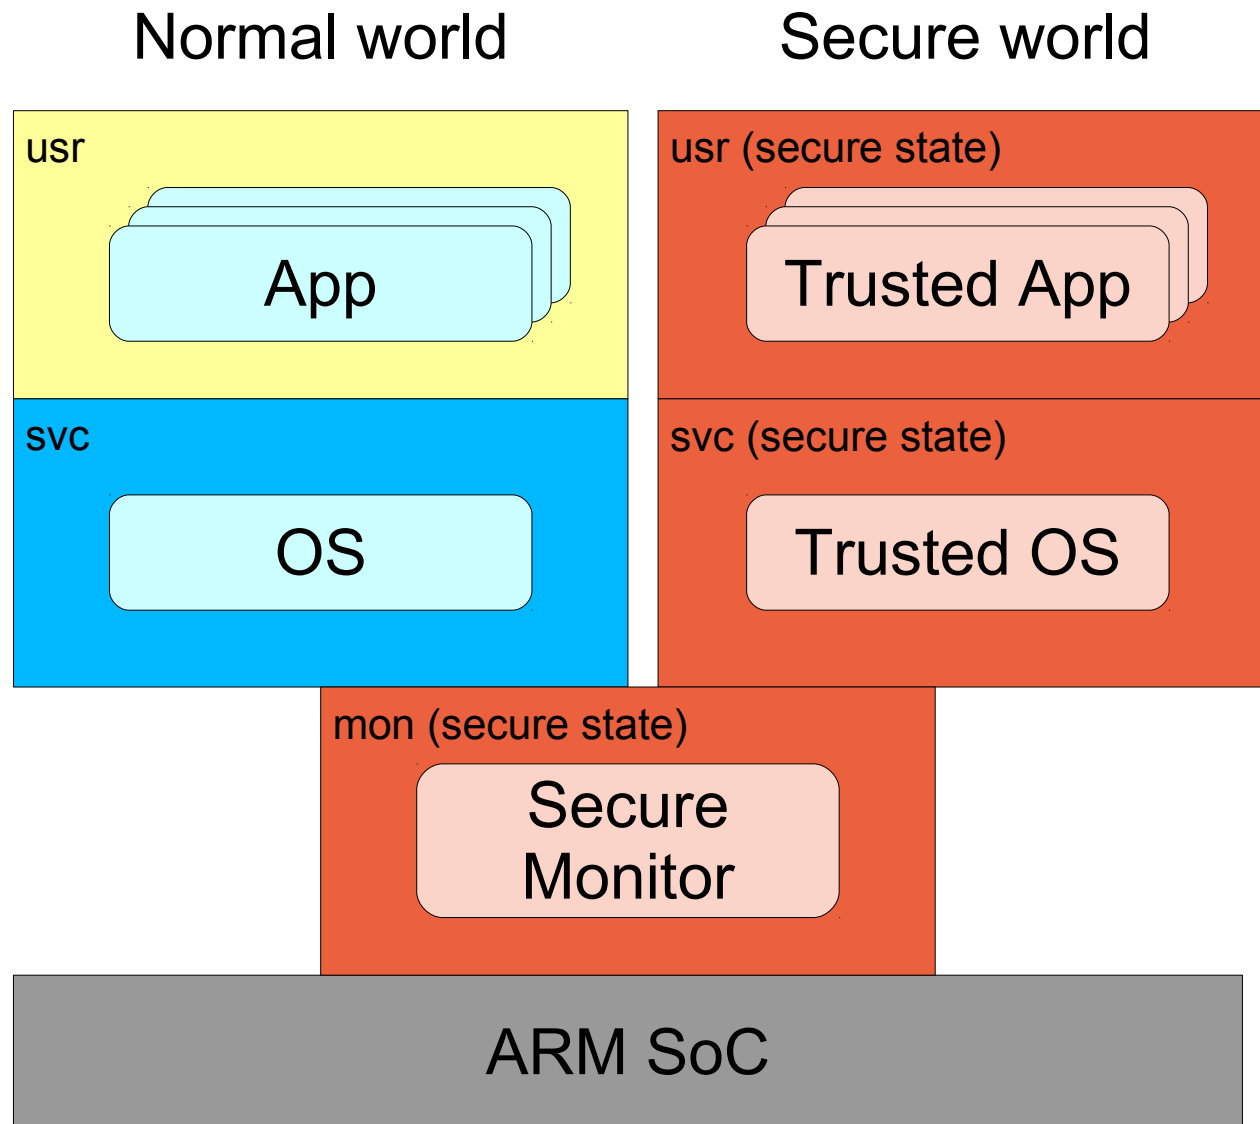 Normal world
Secure world
usr
App
usr (secure state)
Trusted App
svc
OS
svc (secure state)
Trusted OS
mon (secure state)
Secure
Monitor
ARM SoC